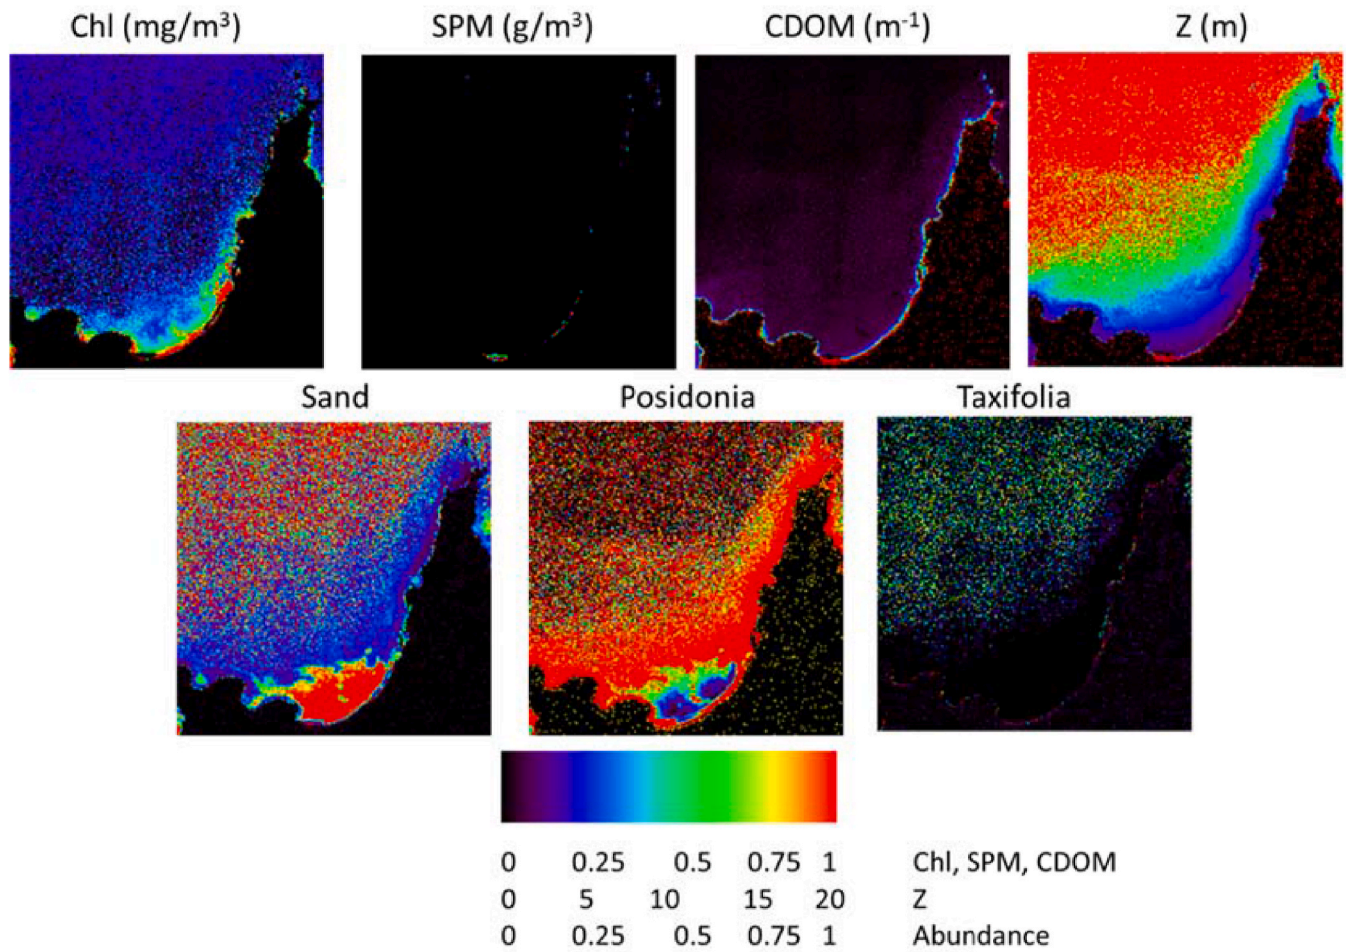 Chl (mg/m³) SPM (g/m³) CDOM (m⁻¹) Z (m)
Sand Posidonia Taxifolia
0 0.25 0.5 0.75 1 Chl, SPM, CDOM
0 5 10 15 20 Z
0 0.25 0.5 0.75 1 Abundance